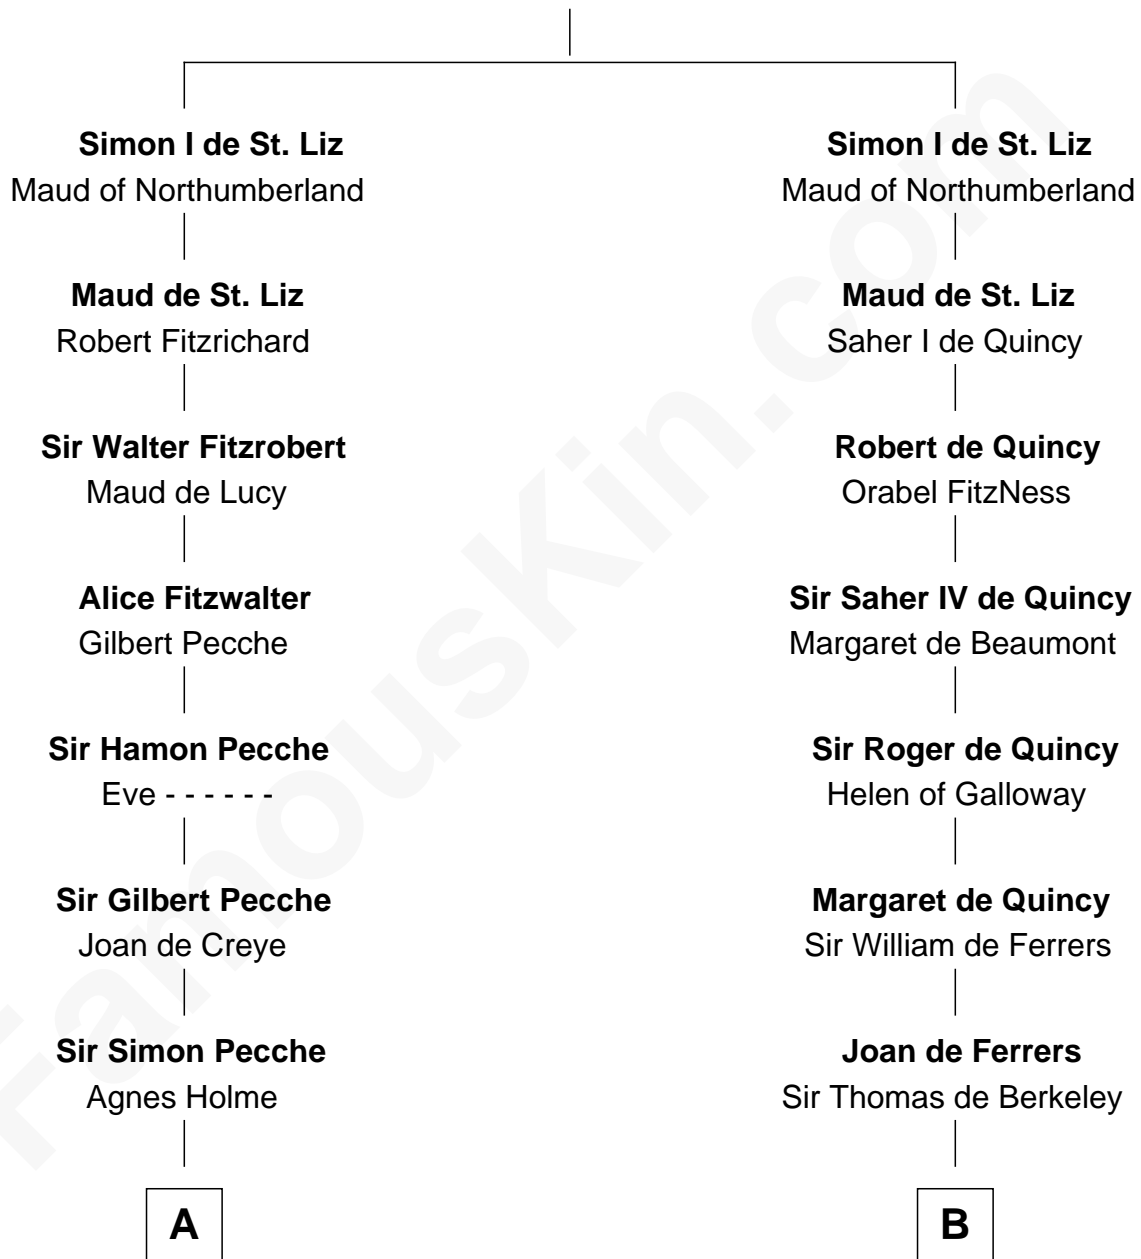 Simon I de St. Liz
Maud of Northumberland
Maud de St. Liz
Robert Fitzrichard
Sir Walter Fitzrobert
Maud de Lucy
Alice Fitzwalter
Gilbert Pecche
Sir Hamon Pecche
Eve - - - - - -
Sir Gilbert Pecche
Joan de Creye
Sir Simon Pecche
Agnes Holme
A
Simon I de St. Liz
Maud of Northumberland
Maud de St. Liz
Saher I de Quincy
Robert de Quincy
Orabel FitzNess
Sir Saher IV de Quincy
Margaret de Beaumont
Sir Roger de Quincy
Helen of Galloway
Margaret de Quincy
Sir William de Ferrers
Joan de Ferrers
Sir Thomas de Berkeley
B
FamousKin.com